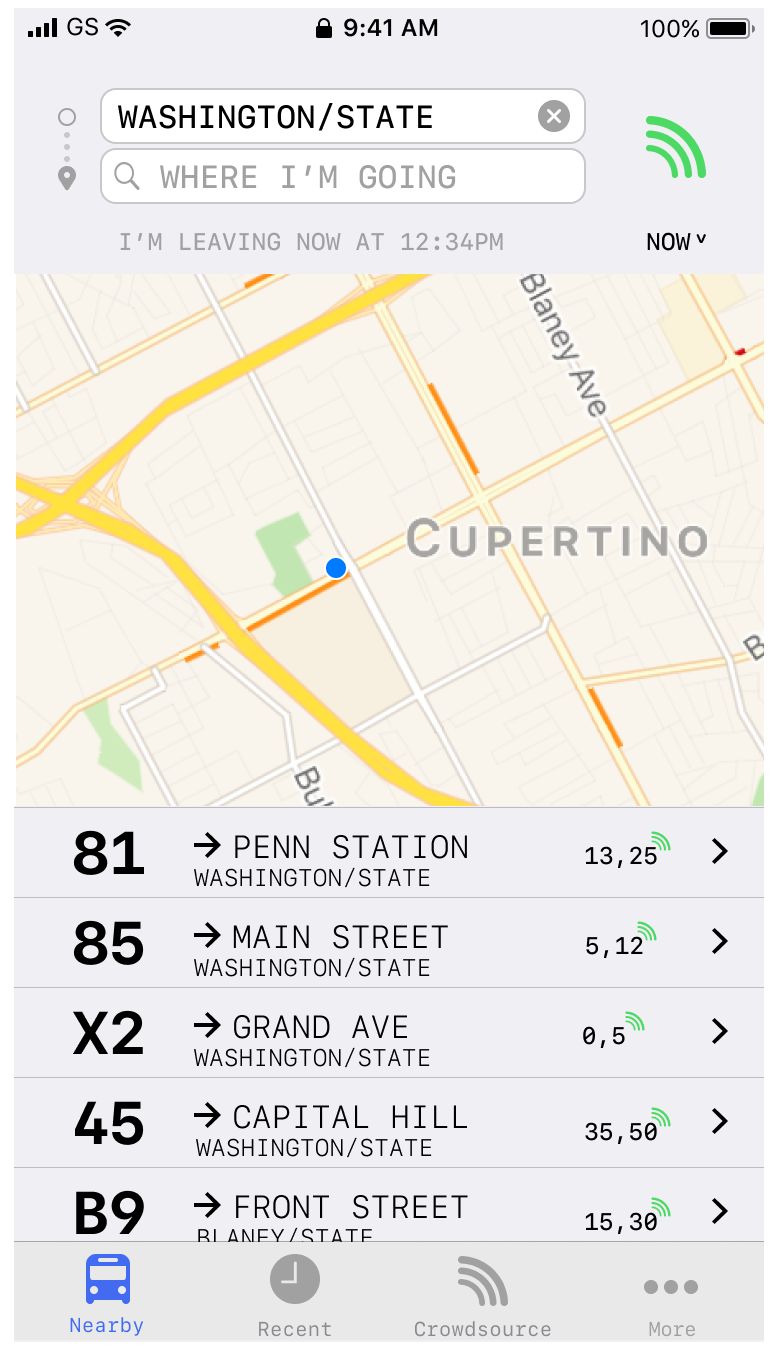 GS 9:41 AM 100%
WASHINGTON/STATE
WHERE I'M GOING
I'M LEAVING NOW AT 12:34PM NOW
Blaney Ave
CUPERTINO
B
Bu
81 → PENN STATION 13,25
WASHINGTON/STATE
85 → MAIN STREET 5,12
WASHINGTON/STATE
X2 → GRAND AVE 0,5
WASHINGTON/STATE
45 → CAPITAL HILL 35,50
WASHINGTON/STATE
B9 → FRONT STREET 15,30
BLANEY/STATE
Nearby Recent Crowdsource More